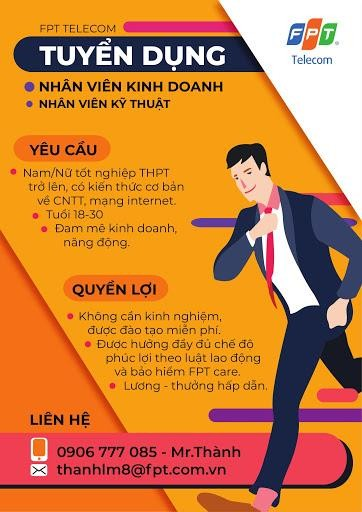 FPT TELECOM
FPT
Telecom
TUYỂN DỤNG
NHÂN VIÊN KINH DOANH
NHÂN VIÊN KỸ THUẬT
YÊU CẦU
Nam/Nữ tốt nghiệp THPT
trở lên, có kiến thức cơ bản
về CNTT, mạng internet.
Tuổi 18-30
Đam mê kinh doanh,
năng động.
QUYỀN LỢI
Không cần kinh nghiệm,
được đào tạo miễn phí.
Được hưởng đầy đủ chế độ
phúc lợi theo luật lao động
và bảo hiểm FPT care.
Lương - thưởng hấp dẫn.
LIÊN HỆ
0906 777 085 - Mr.Thành
thanhlm8@fpt.com.vn